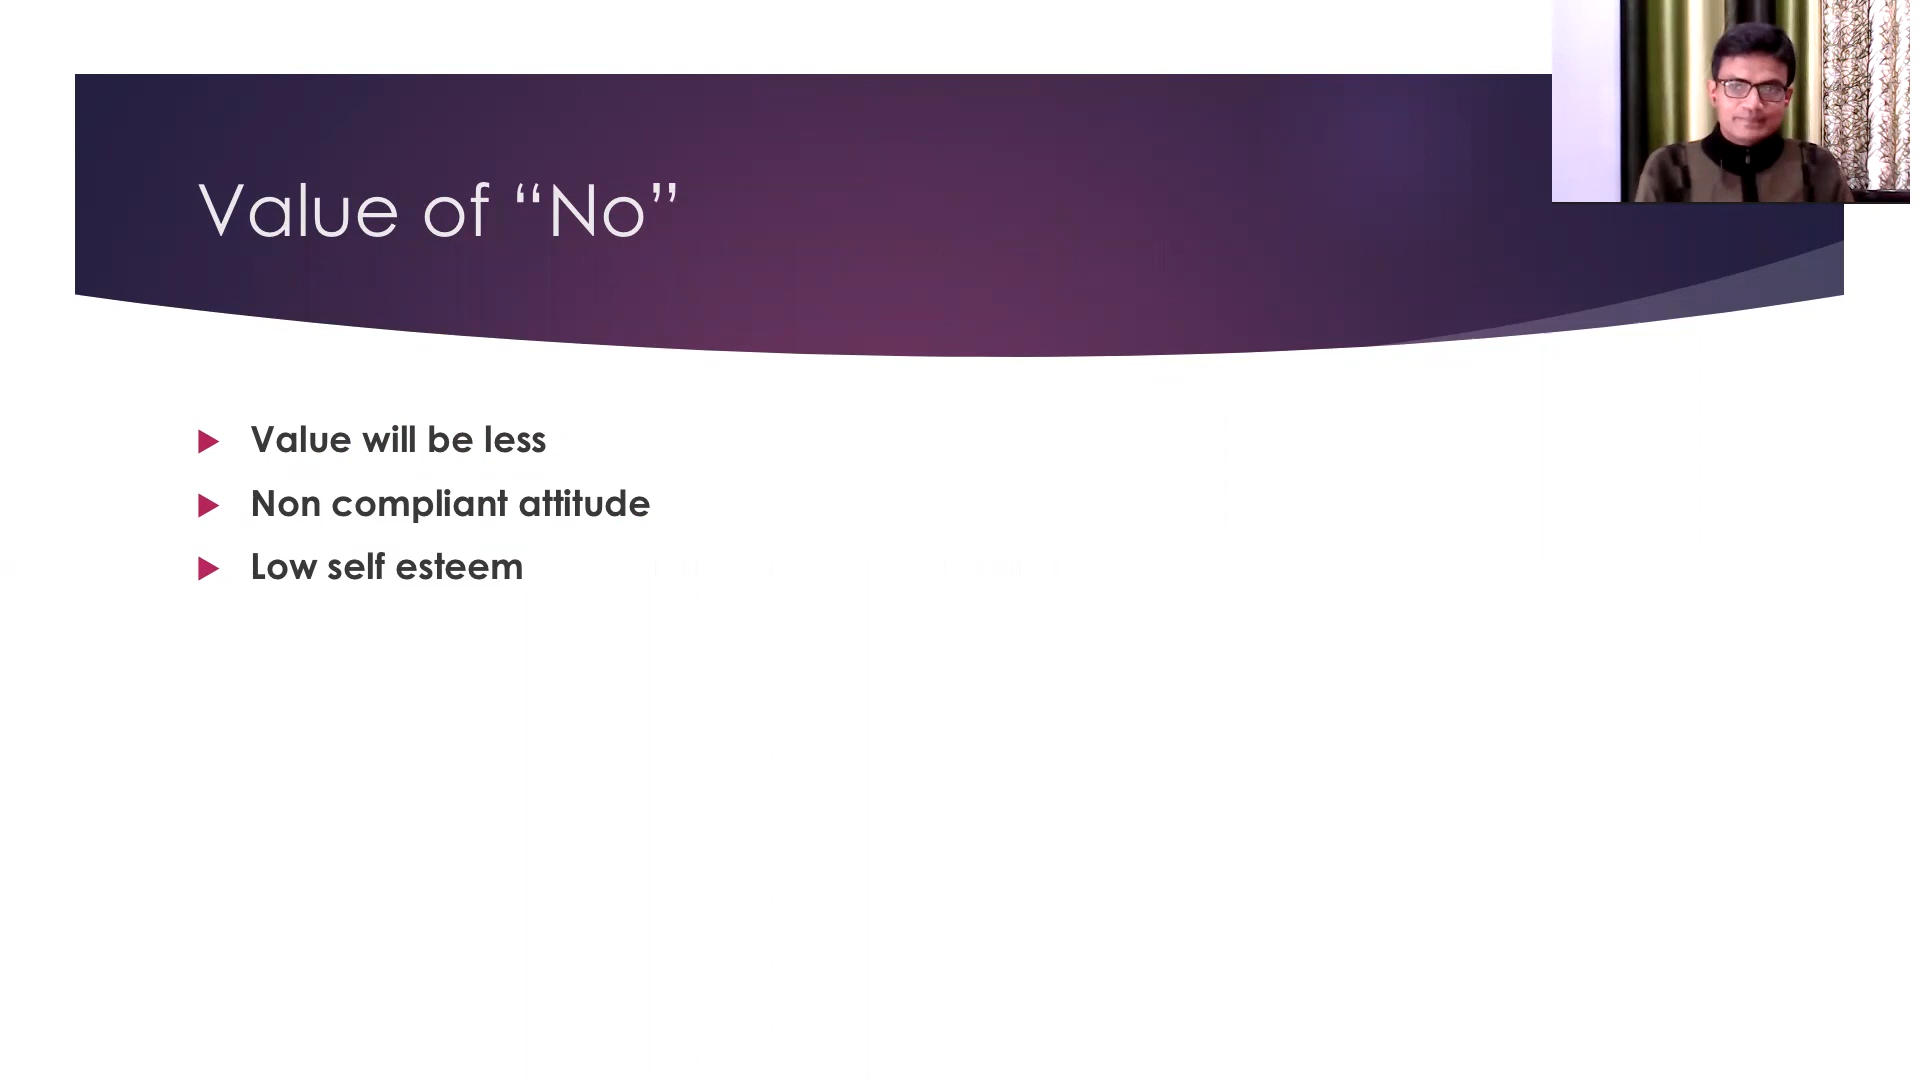 Value of “No”
Value will be less
Non compliant attitude
Low self esteem